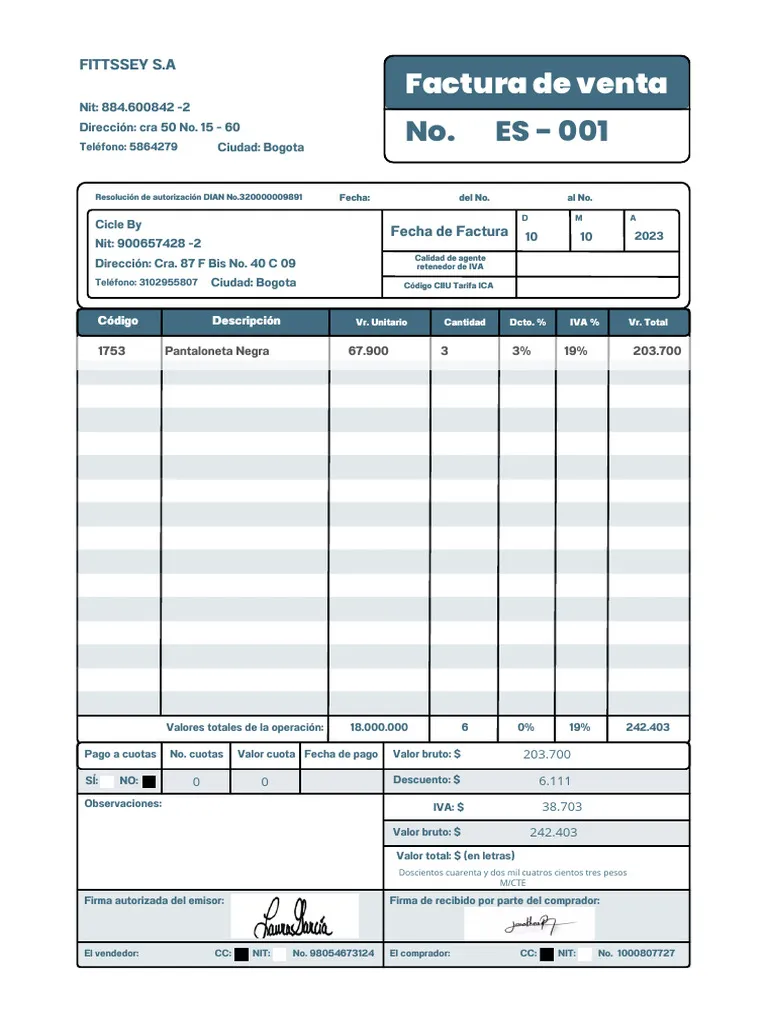 FITTSSEY S.A
Factura de venta
Nit: 884.600842 -2
Dirección: cra 50 No. 15 - 60
No. ES - 001
Teléfono: 5864279 Ciudad: Bogota
Resolución de autorización DIAN No.320000009891 Fecha: del No. al No.
Cicle By
Nit: 900657428 -2
Dirección: Cra. 87 F Bis No. 40 C 09
Teléfono: 3102955807 Ciudad: Bogota
Fecha de Factura
D M A
10 10 2023
Calidad de agente
retenedor de IVA
Código CIIU Tarifa ICA
Código Descripción Vr. Unitario Cantidad Dcto. % IVA % Vr. Total
1753 Pantaloneta Negra 67.900 3 3% 19% 203.700
Valores totales de la operación: 18.000.000 6 0% 19% 242.403
Pago a cuotas No. cuotas Valor cuota Fecha de pago Valor bruto: $ 203.700
SÍ: NO: 0 0 Descuento: $ 6.111
Observaciones:
IVA: $ 38.703
Valor bruto: $ 242.403
Valor total: $ (en letras)
Doscientos cuarenta y dos mil cuatros cientos tres pesos
M/CTE
Firma autorizada del emisor: Firma de recibido por parte del comprador:
Laura García
El vendedor: CC: NIT: No. 98054673124 El comprador: CC: NIT: No. 1000807727